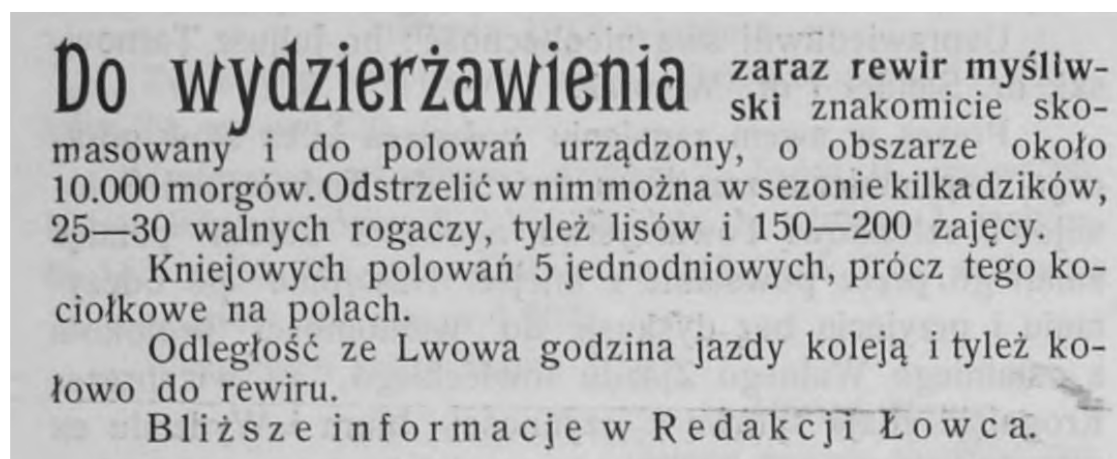 Do wydzierżawienia zaraz rewir myśliw-
ski znakomicie sko-
masowany i do polowań urządzony, o obszarze około
10.000 morgów. Odstrzelić w nim można w sezonie kilka dzików,
25—30 walnych rogaczy, tyleż lisów i 150—200 zajęcy.
Kniejowych polowań 5 jednodniowych, prócz tego ko-
ciołkowe na polach.
Odległość ze Lwowa godzina jazdy koleją i tyleż ko-
łowo do rewiru.
Bliższe informacje w Redakcji Łowca.